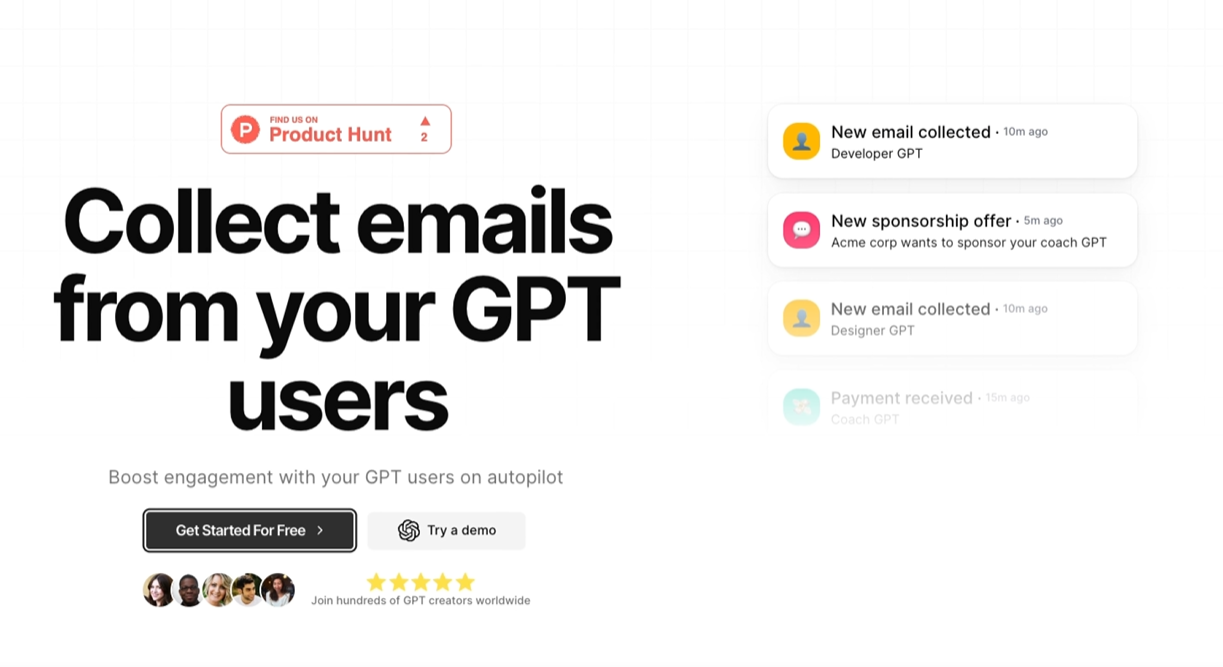 FIND US ON
Product Hunt
2
Collect emails
from your GPT
users
Boost engagement with your GPT users on autopilot
Get Started For Free
Try a demo
Join hundreds of GPT creators worldwide
New email collected · 10m ago
Developer GPT
New sponsorship offer · 5m ago
Acme corp wants to sponsor your coach GPT
New email collected · 10m ago
Designer GPT
Payment received · 15m ago
Coach GPT